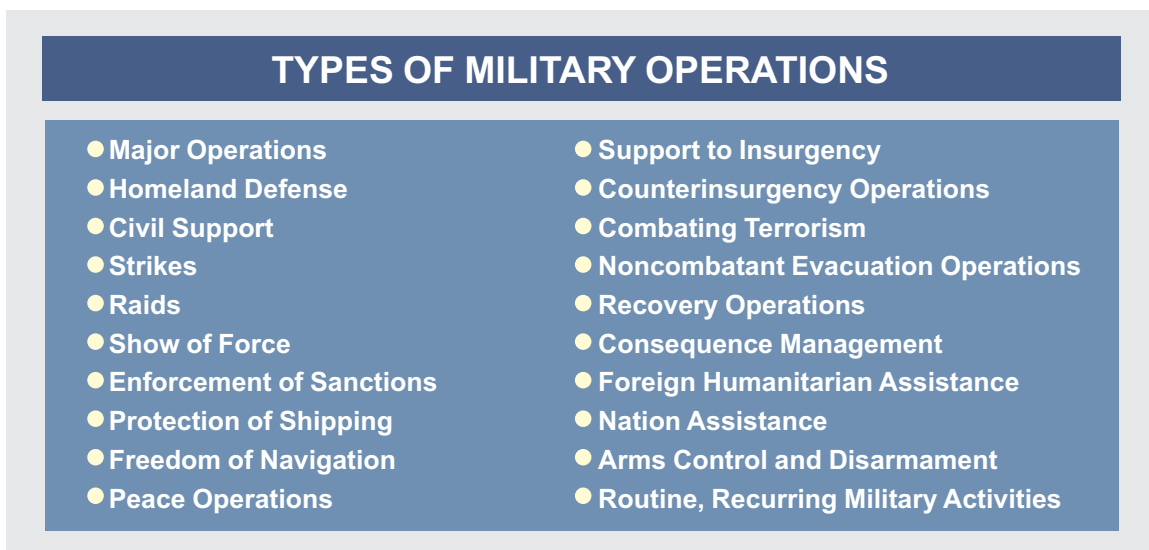 TYPES OF MILITARY OPERATIONS
Major Operations
Homeland Defense
Civil Support
Strikes
Raids
Show of Force
Enforcement of Sanctions
Protection of Shipping
Freedom of Navigation
Peace Operations
Support to Insurgency
Counterinsurgency Operations
Combating Terrorism
Noncombatant Evacuation Operations
Recovery Operations
Consequence Management
Foreign Humanitarian Assistance
Nation Assistance
Arms Control and Disarmament
Routine, Recurring Military Activities